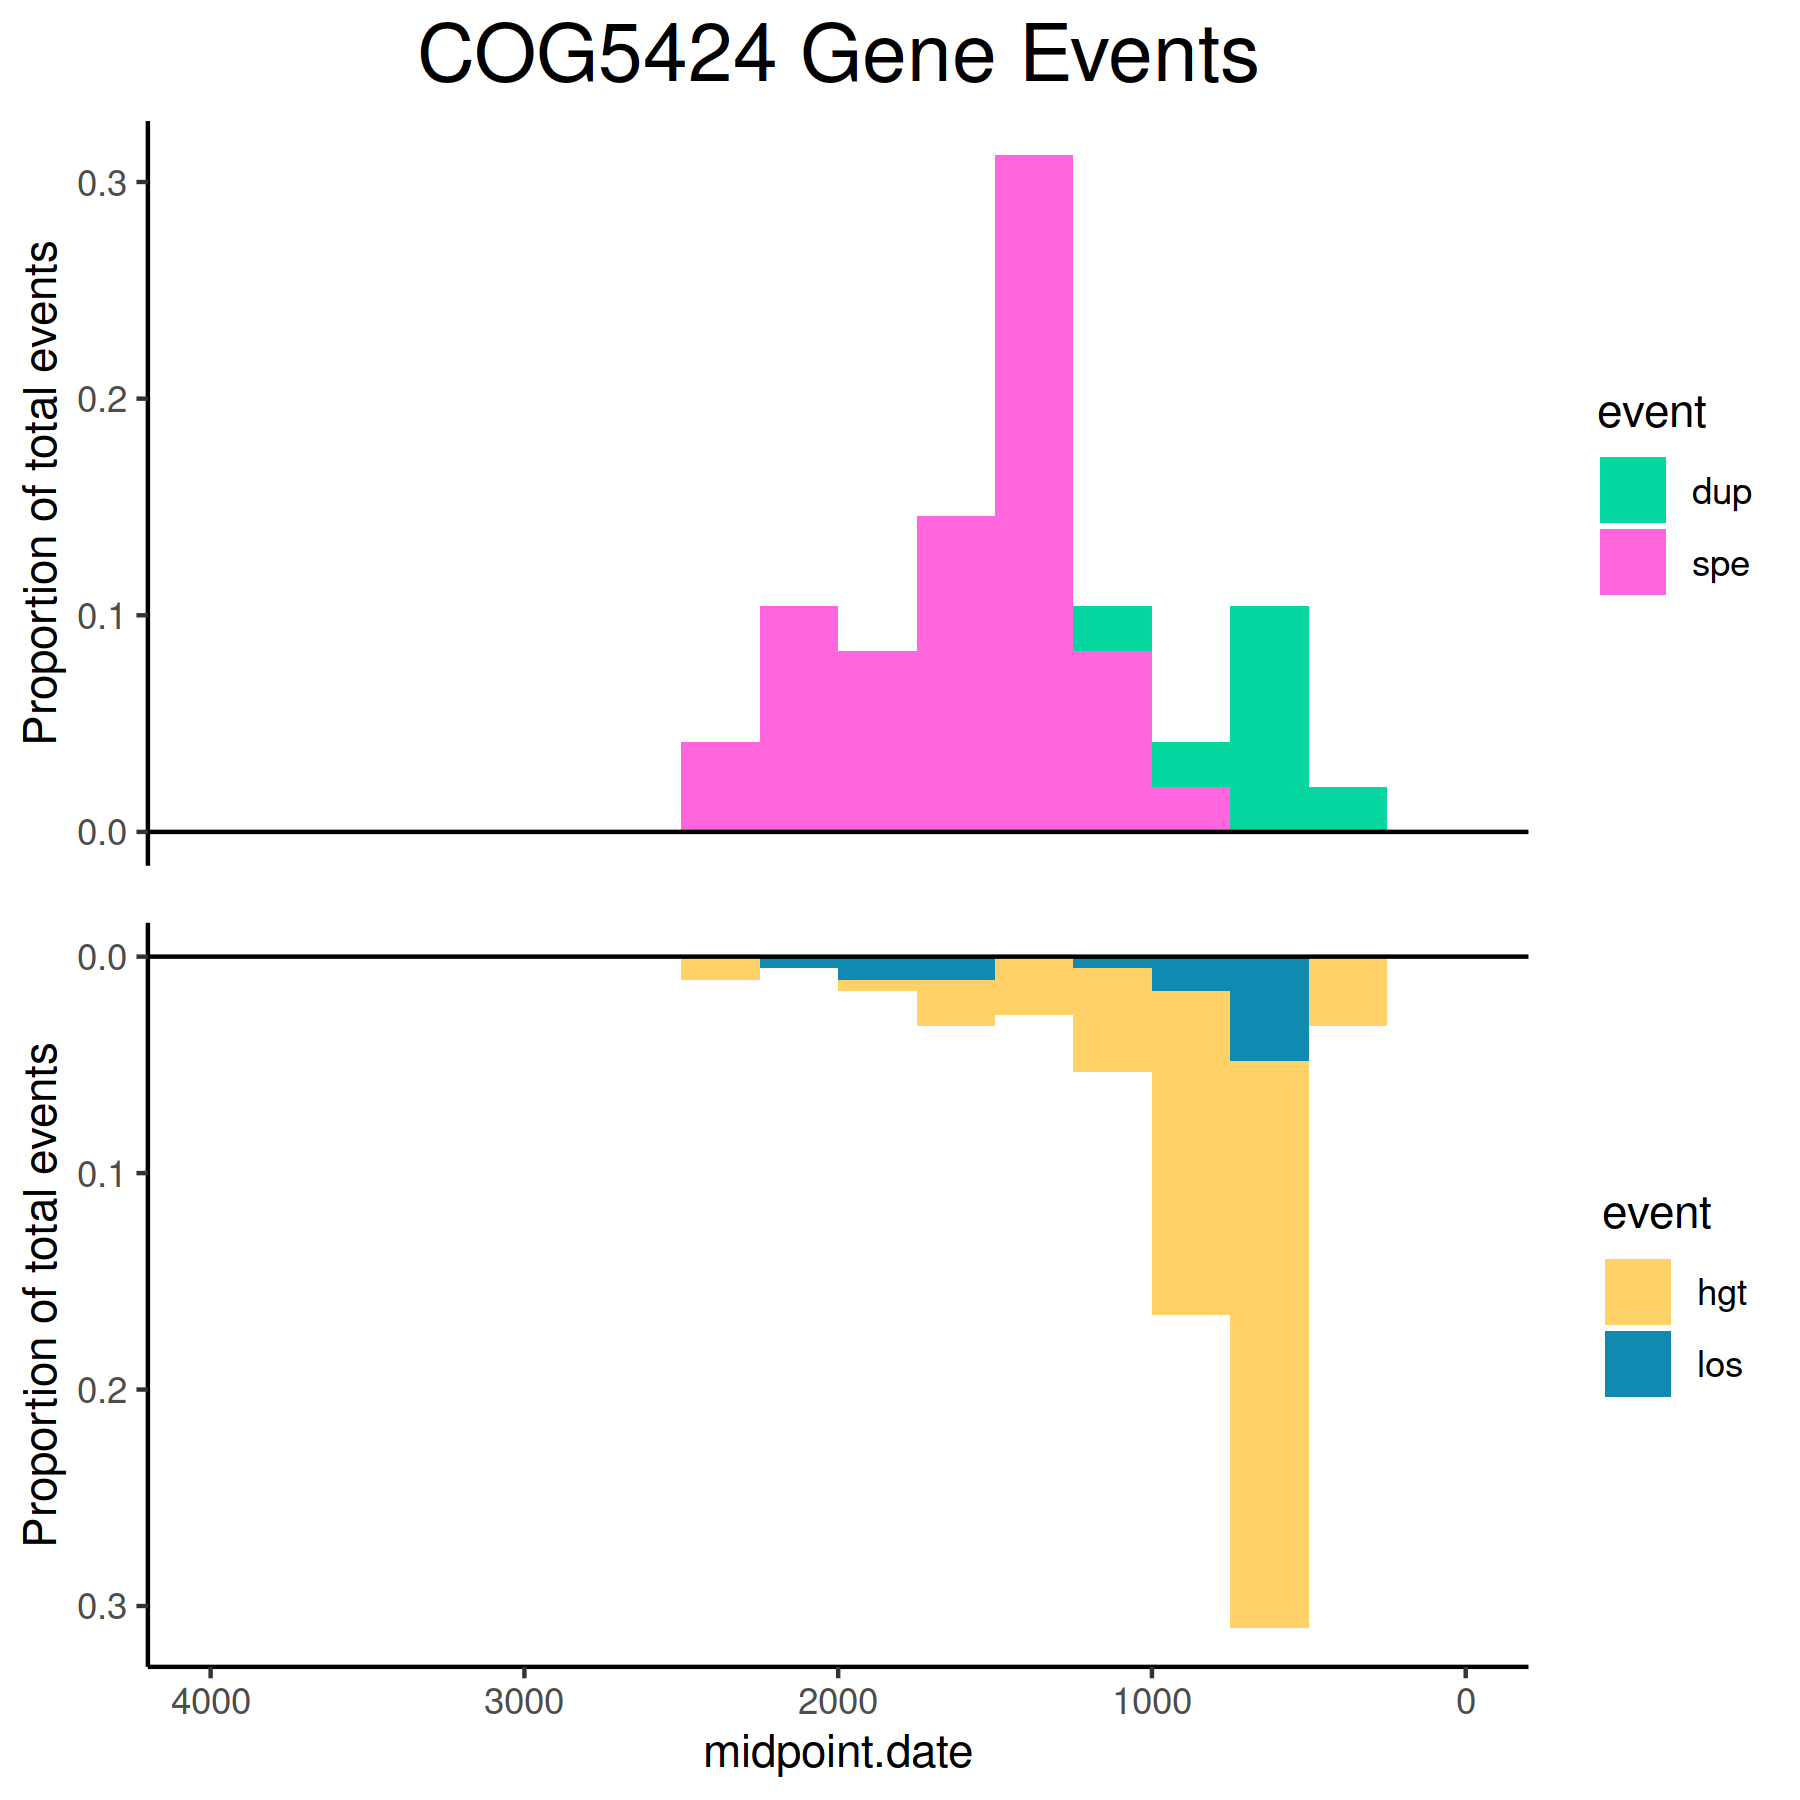 COG5424 Gene Events
Proportion of total events
0.3
0.2
0.1
0.0
event
dup
spe
Proportion of total events
0.0
0.1
0.2
0.3
event
hgt
los
4000 3000 2000 1000 0
midpoint.date